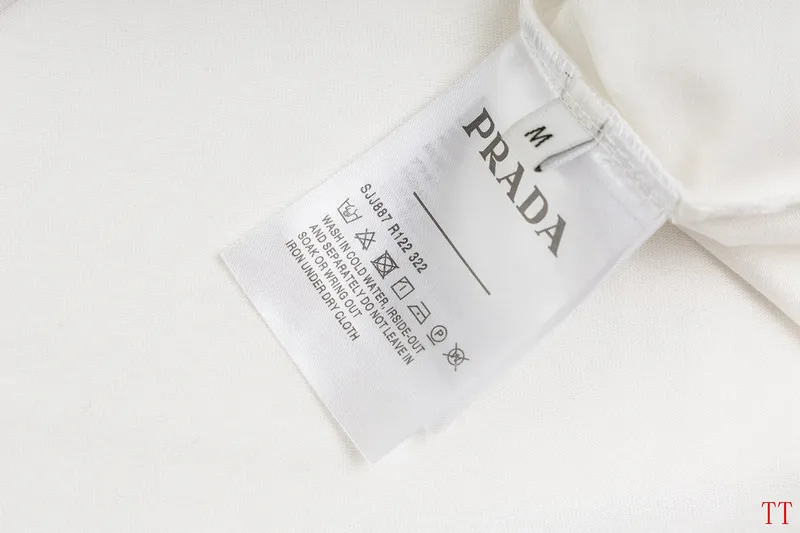 M
PRADA
SJJ887 R122 322
WASH IN COLD WATER, IRSIDE-OUT
AND SEPARATELY DO NOT LEAVE IN
SOAK OR WRING OUT
IRON UNDER DRY CLOTH
P
W
TT